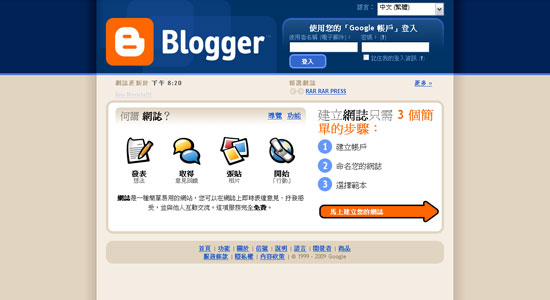 語言： 中文 (繁體)
Blogger™
使用您的「Google 帳戶」登入
使用者名稱 (電子郵件)： 密碼： (?)
登入 記住我的登入資訊 (?)
網誌更新於 下午 8:20
精選網誌 更多 »
RAR RAR PRESS
何謂 網誌？ 導覽 功能
發表
想法
取得
意見回饋
張貼
相片
開始
「行動」
網誌是一種簡單易用的網站，您可以在網誌上即時表達意見、抒發感
受，並與他人互動交流。這項服務完全免費。
建立網誌只需 3 個簡
單的步驟：
1 建立帳戶
2 命名您的網誌
3 選擇範本
馬上建立您的網誌
首頁 | 功能 | 關於 | 信號 | 說明 | 語言 | 開發者 | 商品
服務條款 | 隱私權 | 內容政策 | © 1999 - 2009 Google